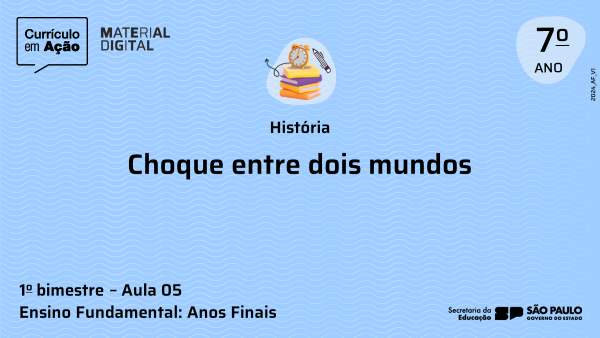 Currículo
em Ação
MATERIAL
DIGITAL
7º
ANO
2024_AF_V1
História
Choque entre dois mundos
1º bimestre – Aula 05
Ensino Fundamental: Anos Finais
Secretaria da
Educação
SP
SÃO PAULO
GOVERNO DO ESTADO